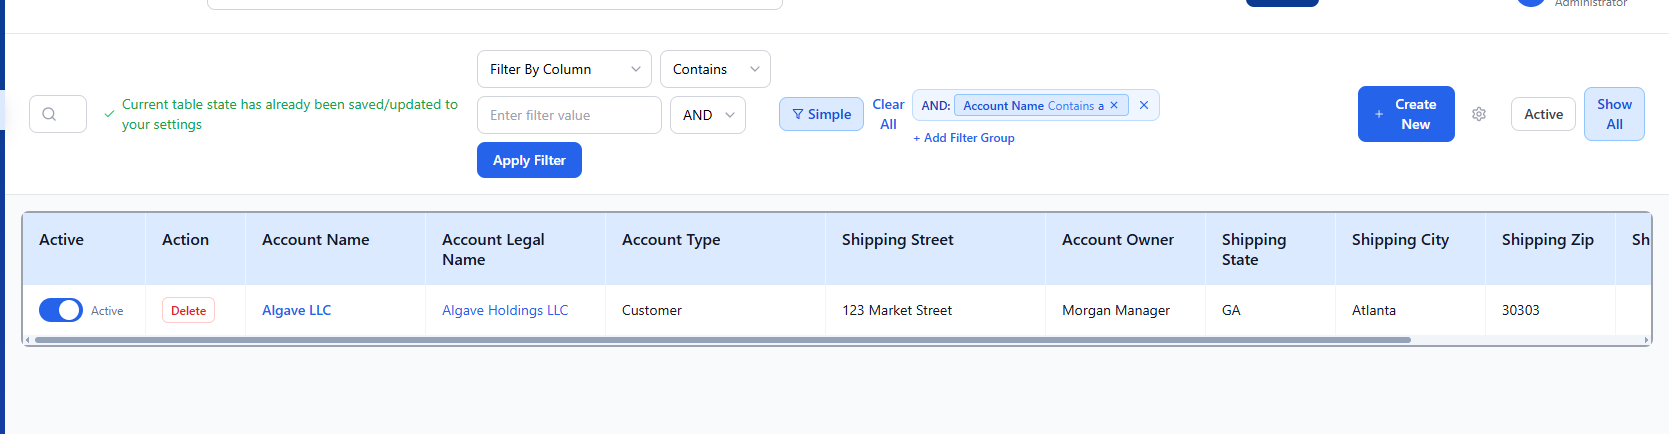 Administrator
Filter By Column
Contains
Current table state has already been saved/updated to
your settings
Enter filter value
AND
Apply Filter
Simple
Clear
All
AND: Account Name Contains a
+ Add Filter Group
+ Create
New
Active
Show
All
Active
Action
Account Name
Account Legal
Name
Account Type
Shipping Street
Account Owner
Shipping
State
Shipping City
Shipping Zip
Sh
Active
Delete
Algave LLC
Algave Holdings LLC
Customer
123 Market Street
Morgan Manager
GA
Atlanta
30303